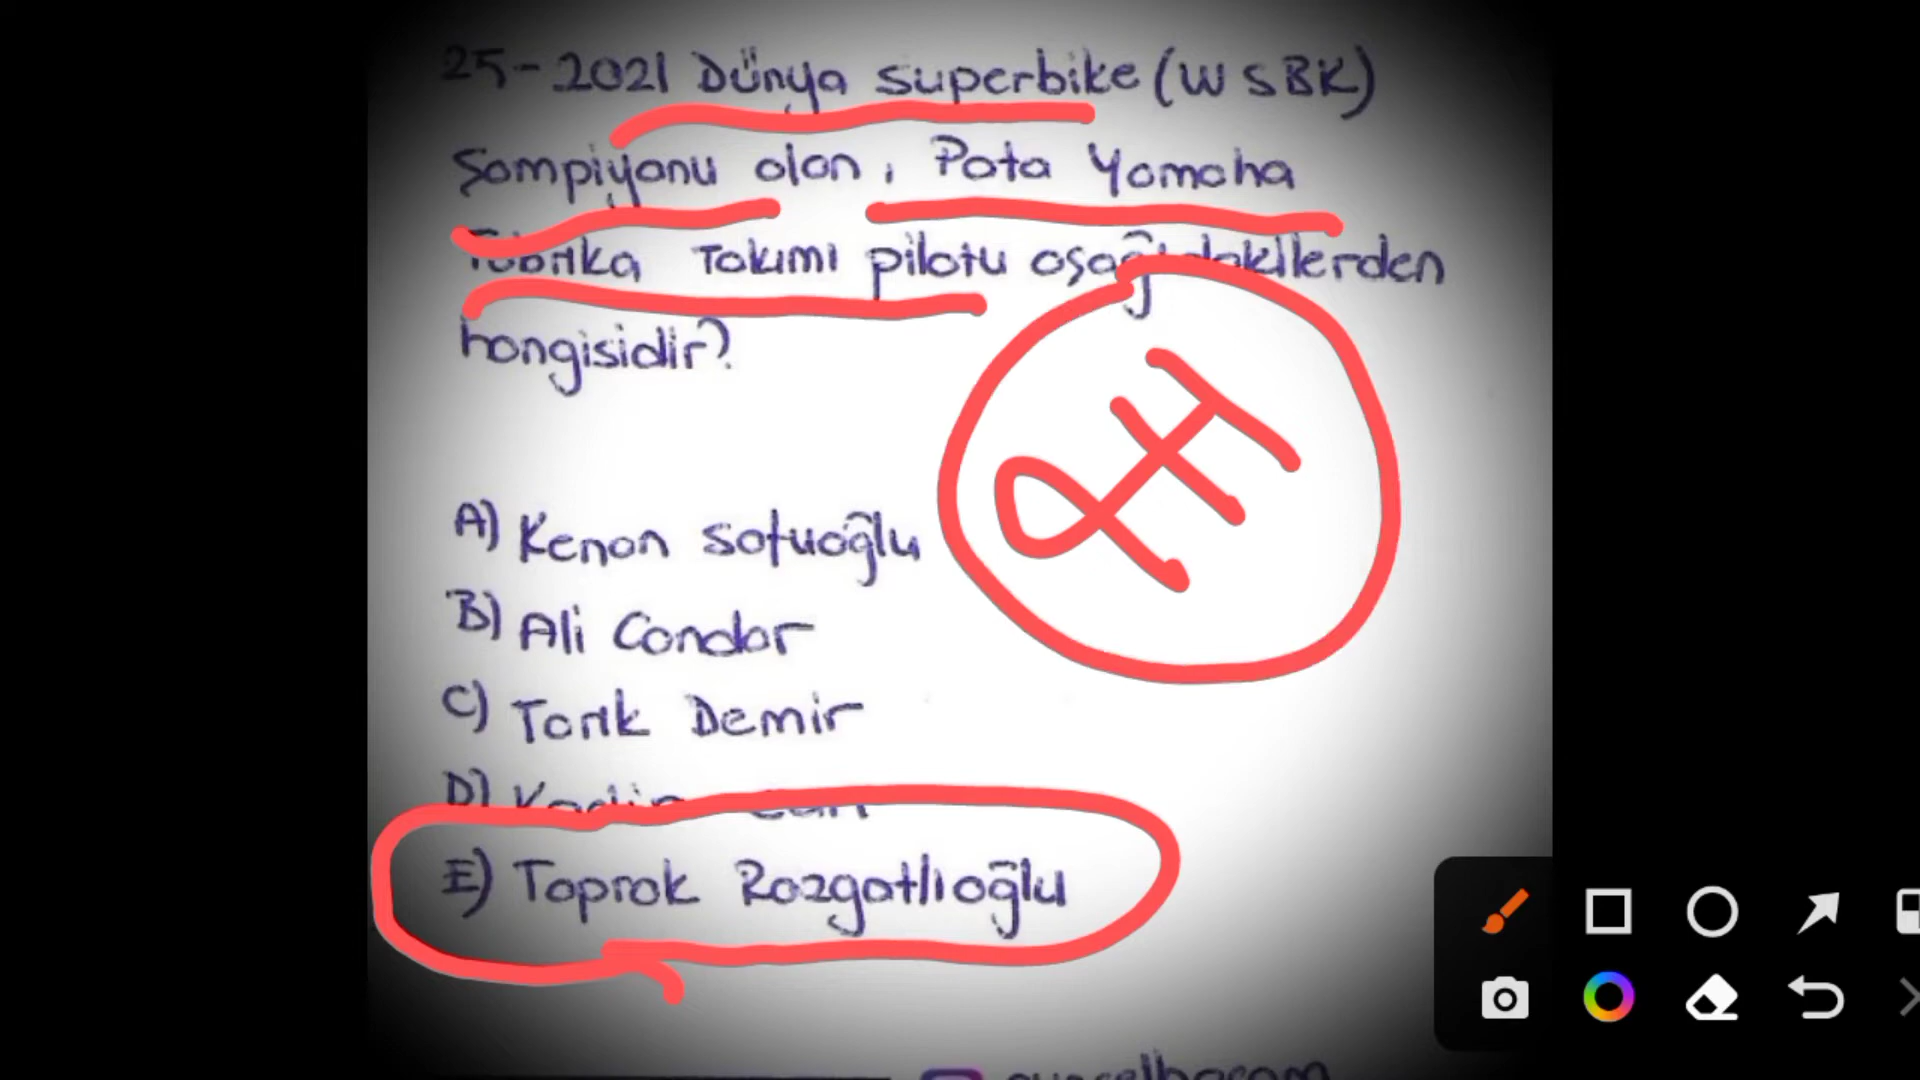 25-2021 Dünya Superbike (WSBK)
Şampiyonu olan, Pata Yamaha
Fabrika Takımı pilotu aşağıdakilerden
hangisidir?
A) Kenan Sofuoğlu
B) Ali Candar
C) Tarık Demir
D)
E) Toprak Razgatlıoğlu